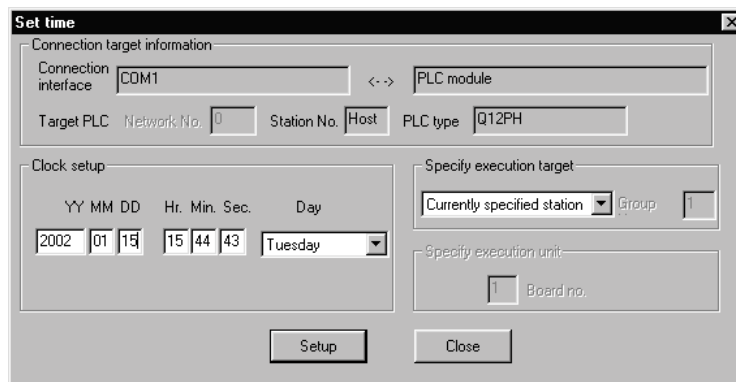 Set time
Connection target information
Connection interface COM1 <--> PLC module
Target PLC Network No. 0 Station No. Host PLC type Q12PH
Clock setup
YY MM DD Hr. Min. Sec. Day
2002 01 15 15 44 43 Tuesday
Specify execution target
Currently specified station Group 1
Specify execution unit
1 Board no.
Setup Close